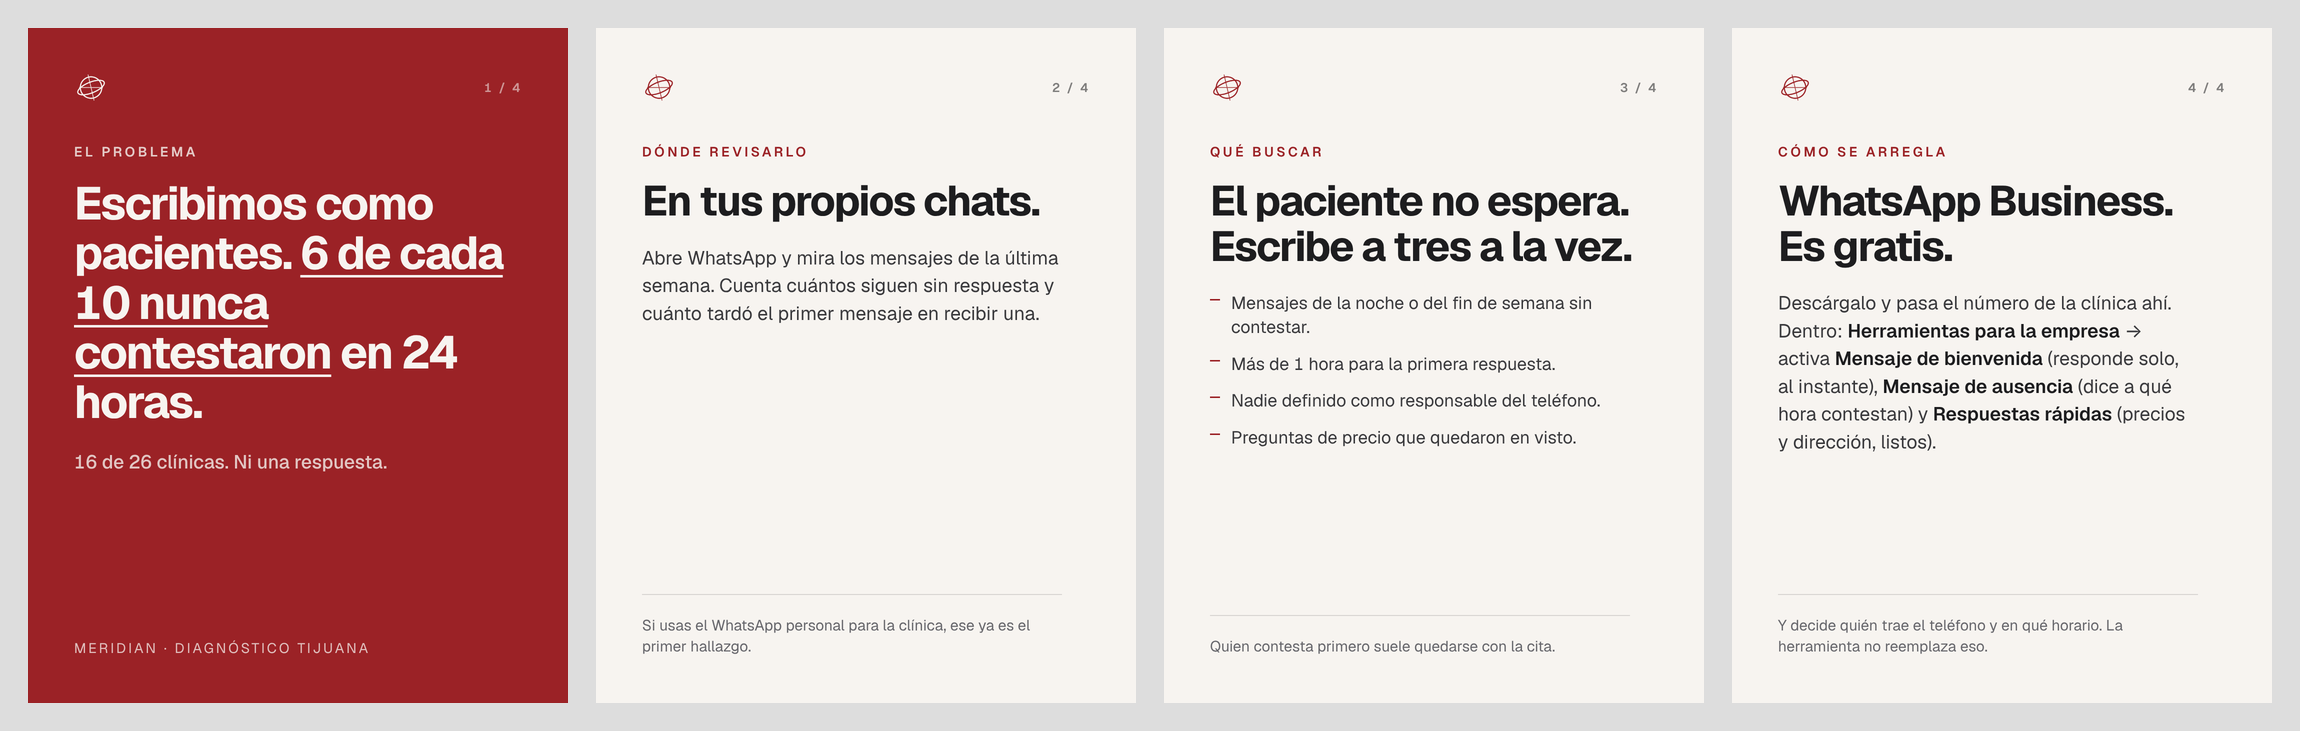 1 / 4
EL PROBLEMA
Escribimos como
pacientes. 6 de cada
10 nunca
contestaron en 24
horas.
16 de 26 clínicas. Ni una respuesta.
MERIDIAN · DIAGNÓSTICO TIJUANA
2 / 4
DÓNDE REVISARLO
En tus propios chats.
Abre WhatsApp y mira los mensajes de la última
semana. Cuenta cuántos siguen sin respuesta y
cuánto tardó el primer mensaje en recibir una.
Si usas el WhatsApp personal para la clínica, ese ya es el
primer hallazgo.
3 / 4
QUÉ BUSCAR
El paciente no espera.
Escribe a tres a la vez.
– Mensajes de la noche o del fin de semana sin
contestar.
– Más de 1 hora para la primera respuesta.
– Nadie definido como responsable del teléfono.
– Preguntas de precio que quedaron en visto.
Quien contesta primero suele quedarse con la cita.
4 / 4
CÓMO SE ARREGLA
WhatsApp Business.
Es gratis.
Descárgalo y pasa el número de la clínica ahí.
Dentro: Herramientas para la empresa →
activa Mensaje de bienvenida (responde solo,
al instante), Mensaje de ausencia (dice a qué
hora contestan) y Respuestas rápidas (precios
y dirección, listos).
Y decide quién trae el teléfono y en qué horario. La
herramienta no reemplaza eso.